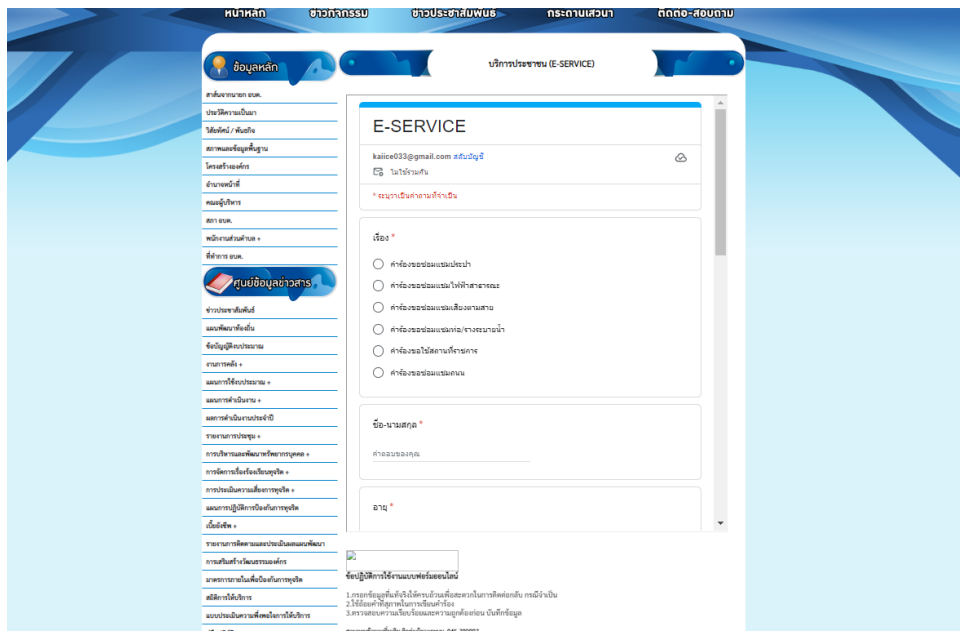 หน้าหลัก ข่าวกิจกรรม ข่าวประชาสัมพันธ์ กระดานเสวนา ติดต่อ-สอบถาม
ข้อมูลหลัก
สาส์นจากนายก อบต.
ประวัติความเป็นมา
วิสัยทัศน์ / พันธกิจ
สภาพและข้อมูลพื้นฐาน
โครงสร้างองค์กร
อำนาจหน้าที่
คณะผู้บริหาร
สภา อบต.
พนักงานส่วนตำบล +
ที่ทำการ อบต.
ศูนย์ข้อมูลข่าวสาร
ข่าวประชาสัมพันธ์
แผนพัฒนาท้องถิ่น
ข้อบัญญัติงบประมาณ
งานการคลัง +
แผนการใช้งบประมาณ +
แผนการดำเนินงาน +
ผลการดำเนินงานประจำปี
รายงานการประชุม +
การบริหารและพัฒนาทรัพยากรบุคคล +
การจัดการเรื่องร้องเรียนทุจริต +
การประเมินความเสี่ยงการทุจริต +
แผนการปฏิบัติการป้องกันการทุจริต
เบี้ยยังชีพ +
รายงานการติดตามและประเมินผลแผนพัฒนา
การเสริมสร้างวัฒนธรรมองค์กร
มาตรการภายในเพื่อป้องกันการทุจริต
สถิติการให้บริการ
แบบประเมินความพึงพอใจการให้บริการ
บริการประชาชน (E-SERVICE)
E-SERVICE
kaiice033@gmail.com สลับบัญชี
ไม่ใช้ร่วมกัน
* ระบุว่าเป็นคำถามที่จำเป็น
เรื่อง *
คำร้องขอซ่อมแซมประปา
คำร้องขอซ่อมแซมไฟฟ้าสาธารณะ
คำร้องขอซ่อมแซมเสียงตามสาย
คำร้องขอซ่อมแซมท่อ/รางระบายน้ำ
คำร้องขอใช้สถานที่ราชการ
คำร้องขอซ่อมแซมถนน
ชื่อ-นามสกุล *
คำตอบของคุณ
อายุ *
ข้อปฏิบัติการใช้งานแบบฟอร์มออนไลน์
1.กรอกข้อมูลที่แท้จริงให้ครบถ้วนเพื่อสะดวกในการติดต่อกลับ กรณีจำเป็น
2.ใช้ถ้อยคำที่สุภาพในการเขียนคำร้อง
3.ตรวจสอบความเรียบร้อยและความถูกต้องก่อน บันทึกข้อมูล